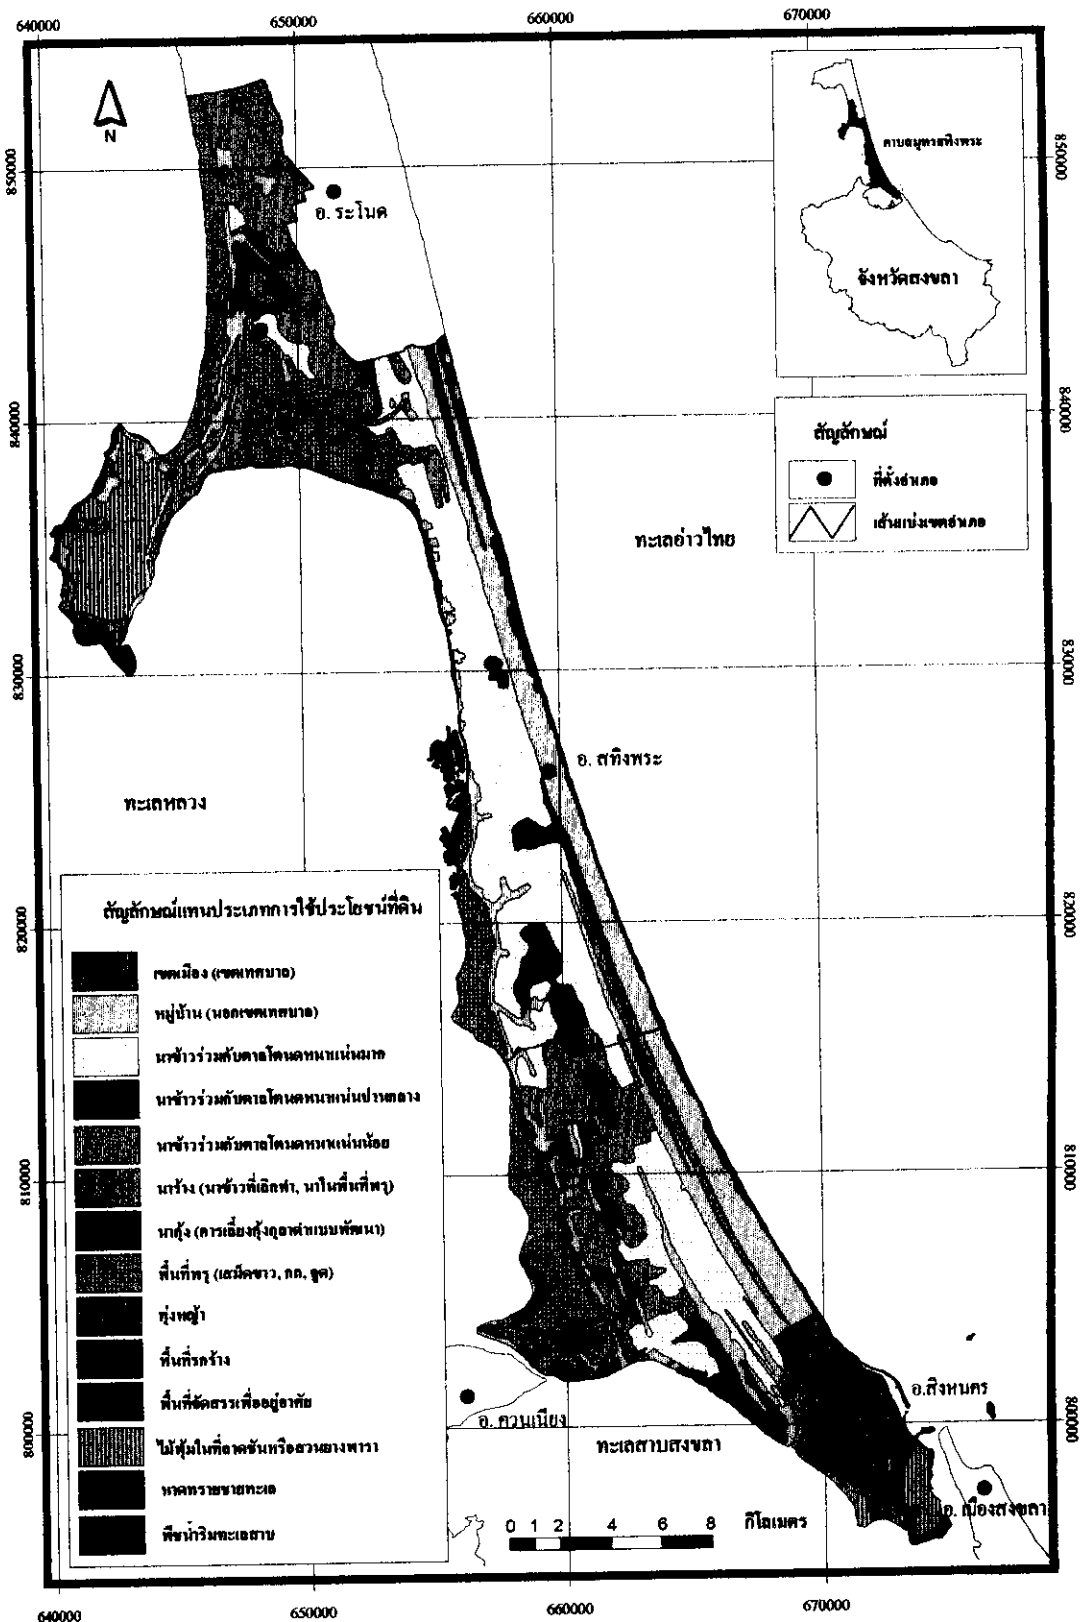 640000
650000
660000
670000
850000
850000
840000
840000
830000
830000
820000
820000
810000
810000
800000
800000
N
อ. ระโนด
คาบสมุทรสทิงพระ
จังหวัดสงขลา
สัญลักษณ์
ที่ตั้งอำเภอ
เส้นแบ่งเขตอำเภอ
ทะเลอ่าวไทย
อ. สทิงพระ
ทะเลหลวง
สัญลักษณ์แทนประเภทการใช้ประโยชน์ที่ดิน
เขตเมือง (เขตเทศบาล)
หมู่บ้าน (นอกเขตเทศบาล)
นาข้าวร่วมกับตาลโตนดหนาแน่นมาก
นาข้าวร่วมกับตาลโตนดหนาแน่นปานกลาง
นาข้าวร่วมกับตาลโตนดหนาแน่นน้อย
นาร้าง (นาข้าวที่เลิกทำ, นาในพื้นที่พรุ)
นากุ้ง (การเลี้ยงกุ้งกุลาดำแบบพัฒนา)
พื้นที่พรุ (เสม็ดขาว, กก, จูด)
ทุ่งหญ้า
พื้นที่รกร้าง
พื้นที่จัดสรรเพื่ออยู่อาศัย
ไม้พุ่มในที่ลาดชันหรือสวนยางพารา
หาดทรายชายทะเล
พืชน้ำริมทะเลสาบ
อ.สิงหนคร
อ. ควนเนียง
ทะเลสาบสงขลา
อ. เมืองสงขลา
0 1 2 4 6 8 กิโลเมตร
640000
650000
660000
670000